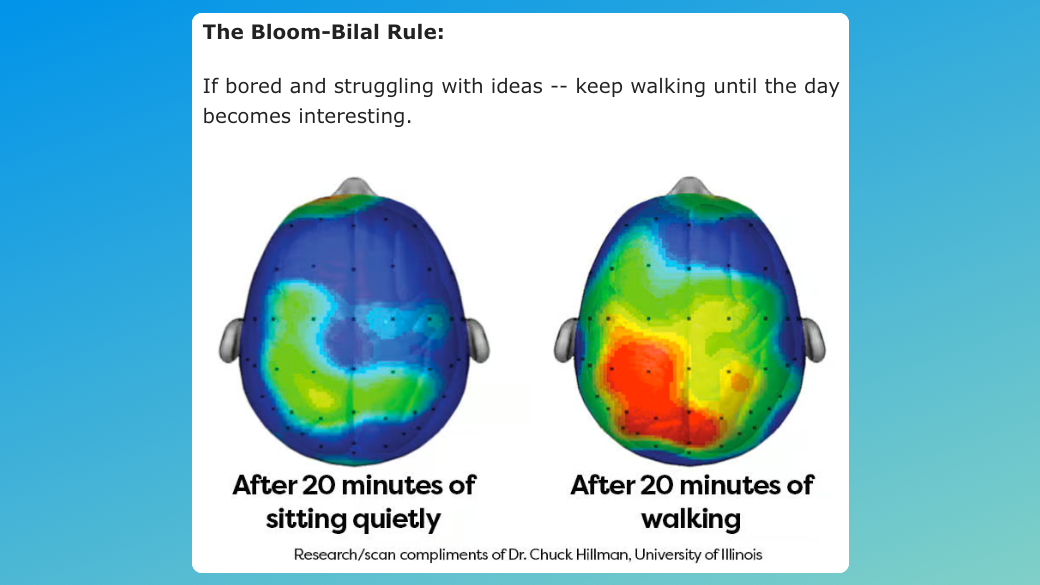 The Bloom-Bilal Rule:
If bored and struggling with ideas -- keep walking until the day
becomes interesting.
After 20 minutes of
sitting quietly
After 20 minutes of
walking
Research/scan compliments of Dr. Chuck Hillman, University of Illinois